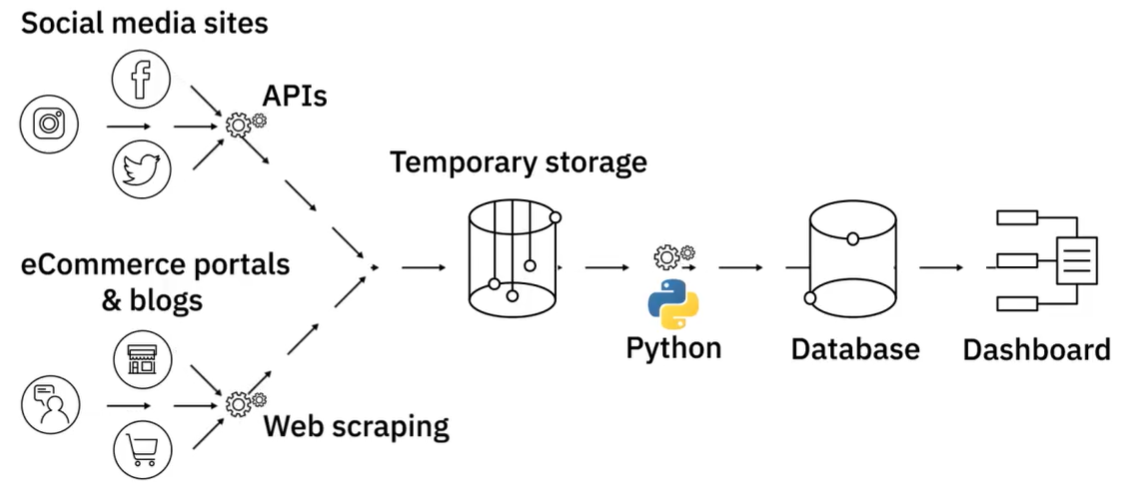 Social media sites
APIs
Temporary storage
eCommerce portals
& blogs
Web scraping
Python
Database
Dashboard